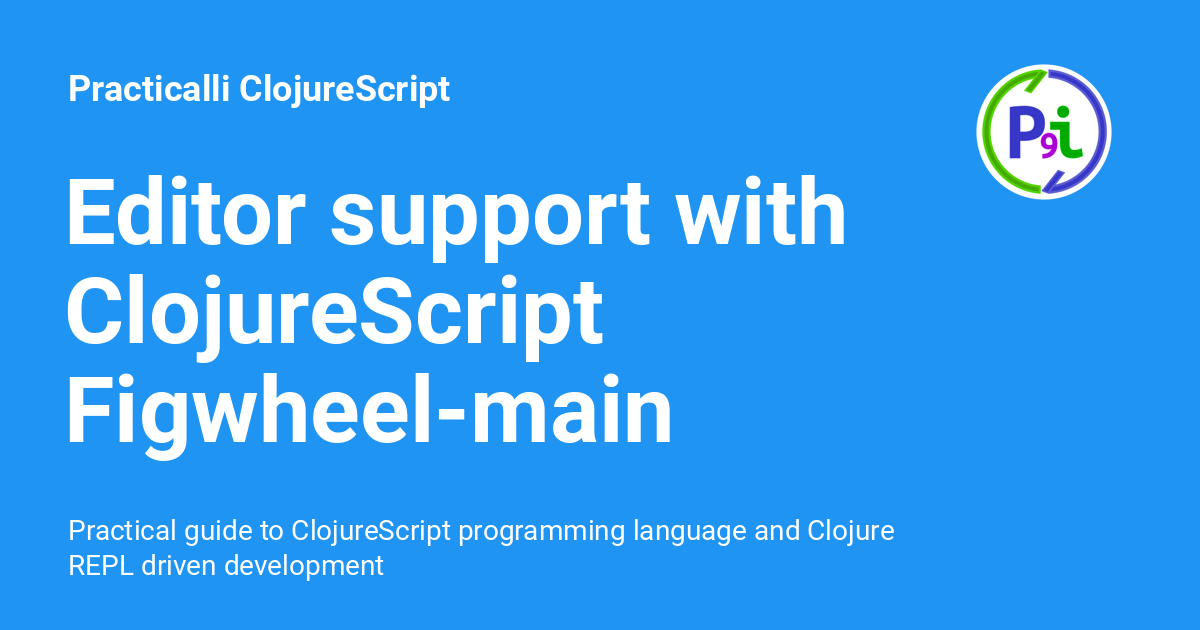 Practicalli ClojureScript
P9i
Editor support with
ClojureScript
Figwheel-main
Practical guide to ClojureScript programming language and Clojure
REPL driven development